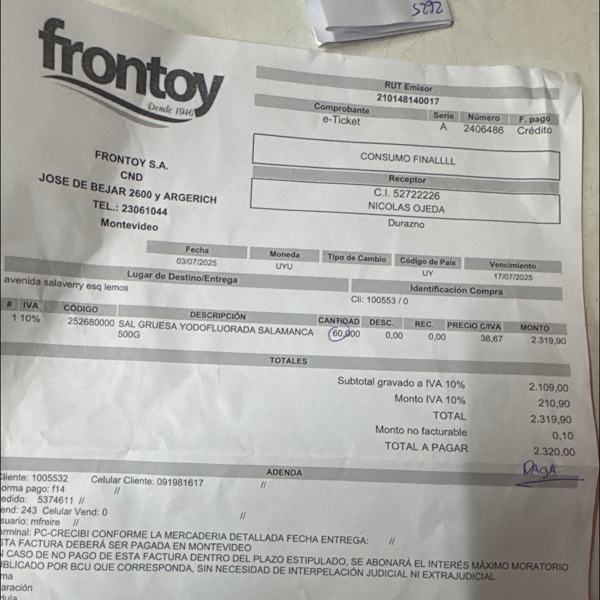 5292
frontoy
Desde 1946
RUT Emisor
210148140017
Comprobante Serie Número F. pago
e-Ticket A 2406486 Crédito
CONSUMO FINALLLL
Receptor
C.I. 52722226
NICOLAS OJEDA
Durazno
FRONTOY S.A.
CND
JOSE DE BEJAR 2600 y ARGERICH
TEL.: 23061044
Montevideo
Fecha Moneda Tipo de Cambio Código de País Vencimiento
03/07/2025 UYU UY 17/07/2025
Lugar de Destino/Entrega Identificación Compra
avenida salaverry esq lemos Cli: 100553 / 0
# IVA CÓDIGO DESCRIPCIÓN CANTIDAD DESC. REC. PRECIO C/IVA MONTO
1 10% 252680000 SAL GRUESA YODOFLUORADA SALAMANCA 60,000 0,00 0,00 38,67 2.319,90
500G
TOTALES
Subtotal gravado a IVA 10% 2.109,00
Monto IVA 10% 210,90
TOTAL 2.319,90
Monto no facturable 0,10
TOTAL A PAGAR 2.320,00
PAGA
ADENDA
cliente: 1005532 Celular Cliente: 091981617 //
orma pago: f14 //
edido: 5374611 //
end: 243 Celular Vend: 0 //
suario: mfreire //
erminal: PC-CRECIBI CONFORME LA MERCADERIA DETALLADA FECHA ENTREGA: //
STA FACTURA DEBERÁ SER PAGADA EN MONTEVIDEO
N CASO DE NO PAGO DE ESTA FACTURA DENTRO DEL PLAZO ESTIPULADO, SE ABONARÁ EL INTERÉS MÁXIMO MORATORIO
UBLICADO POR BCU QUE CORRESPONDA, SIN NECESIDAD DE INTERPELACIÓN JUDICIAL NI EXTRAJUDICIAL
ma
aración